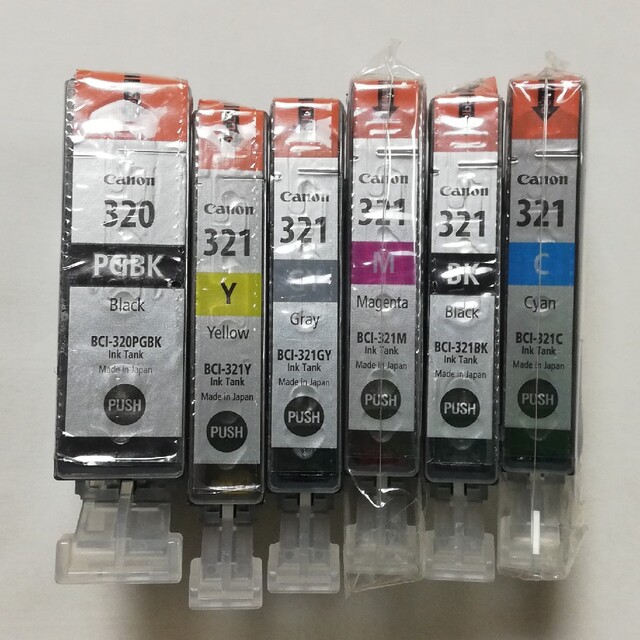 Canon
320
PGBK
Black
BCI-320PGBK
Ink Tank
Made in Japan
PUSH
Canon
321
Y
Yellow
BCI-321Y
Ink Tank
Made in Japan
PUSH
Canon
321
GY
Gray
BCI-321GY
Ink Tank
Made in Japan
PUSH
Canon
321
M
Magenta
BCI-321M
Ink Tank
Made in Japan
PUSH
Canon
321
BK
Black
BCI-321BK
Ink Tank
Made in Japan
PUSH
Canon
321
C
Cyan
BCI-321C
Ink Tank
Made in Japan
PUSH